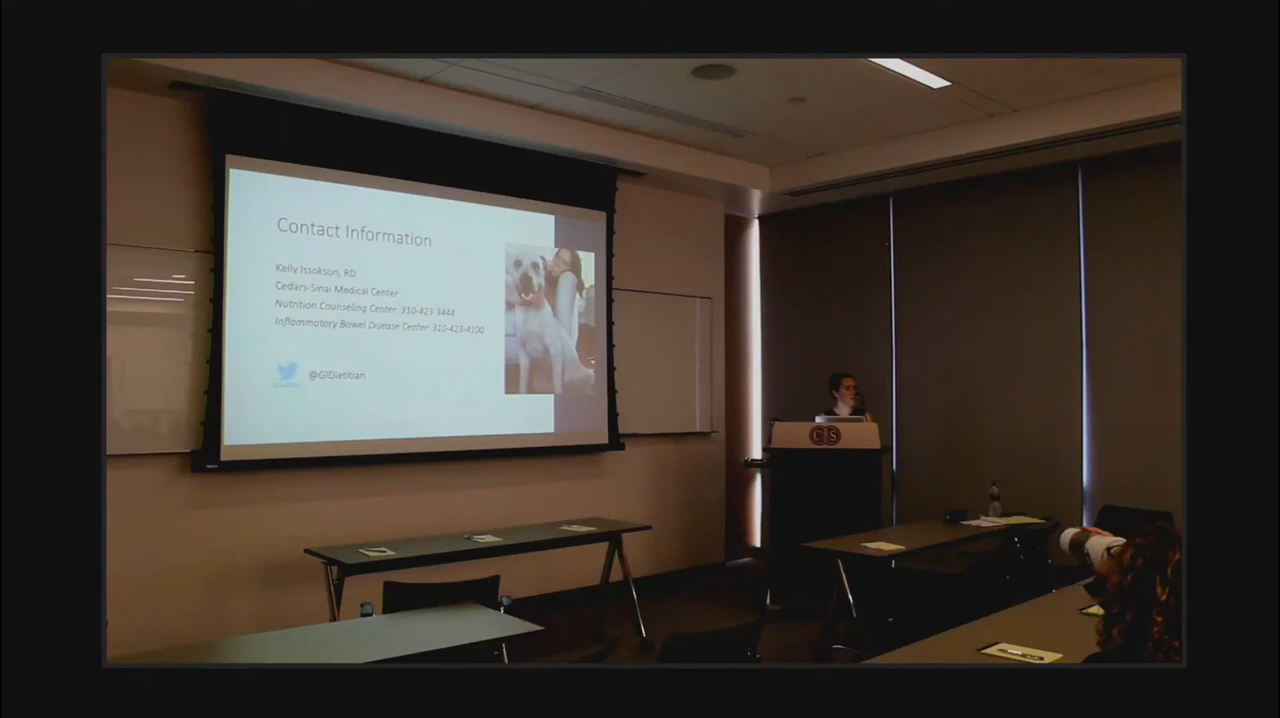 Contact Information
Kelly Issokson, RD
Cedars-Sinai Medical Center
Nutrition Counseling Center: 310-423-3444
Inflammatory Bowel Disease Center: 310-423-4100
@GIDietitian
CS